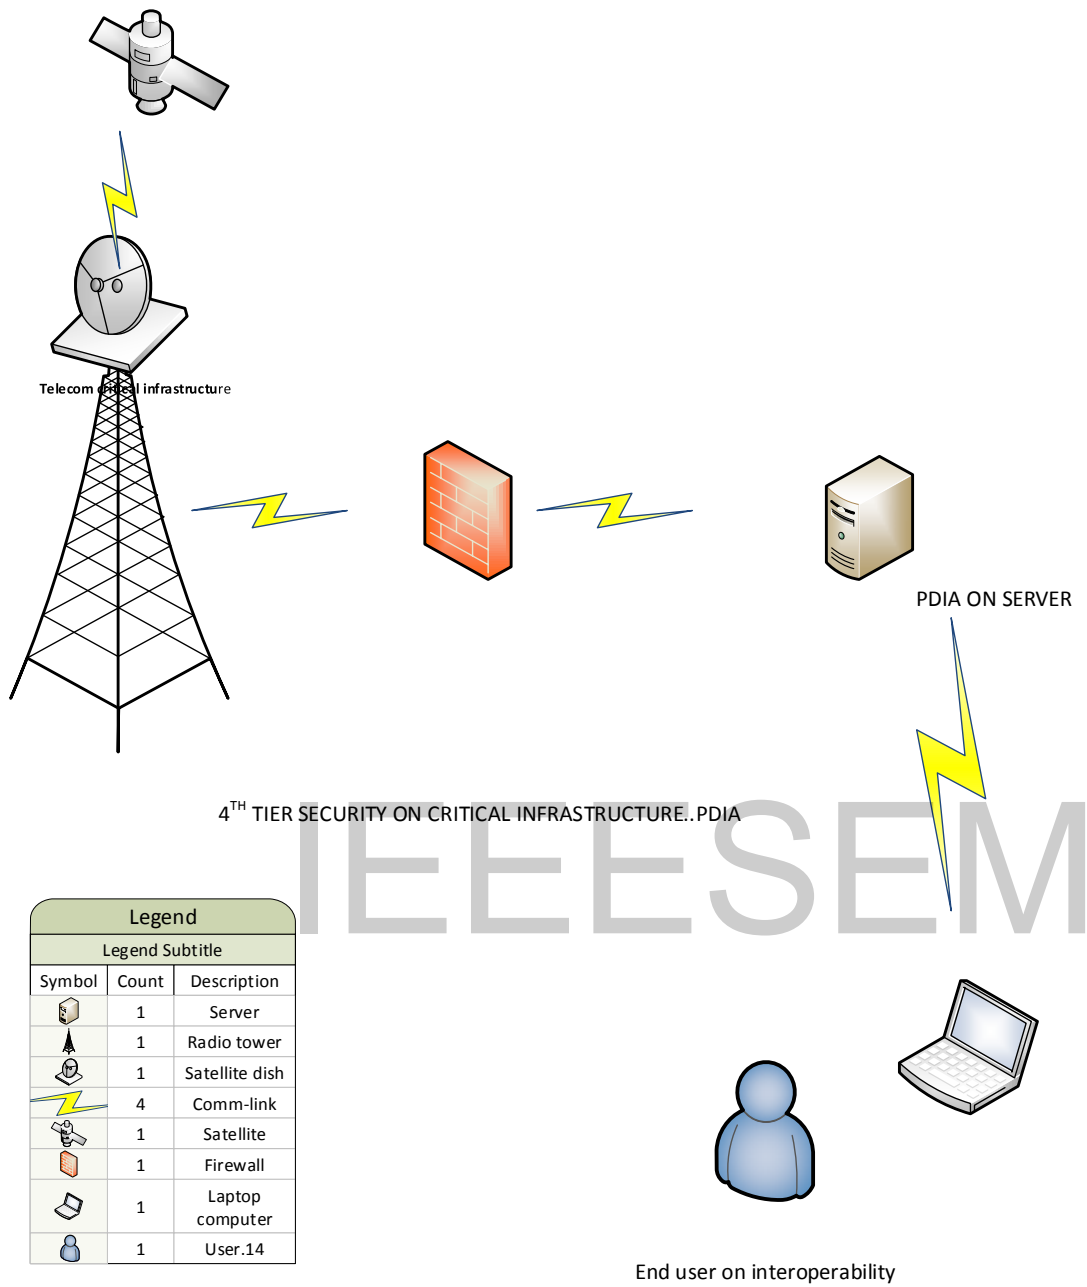 Telecom critical infrastructure
PDIA ON SERVER
4TH TIER SECURITY ON CRITICAL INFRASTRUCTURE..PDIA
IEEESEM
Legend
Legend Subtitle
Symbol Count Description
1 Server
1 Radio tower
1 Satellite dish
4 Comm-link
1 Satellite
1 Firewall
1 Laptop
computer
1 User.14
End user on interoperability